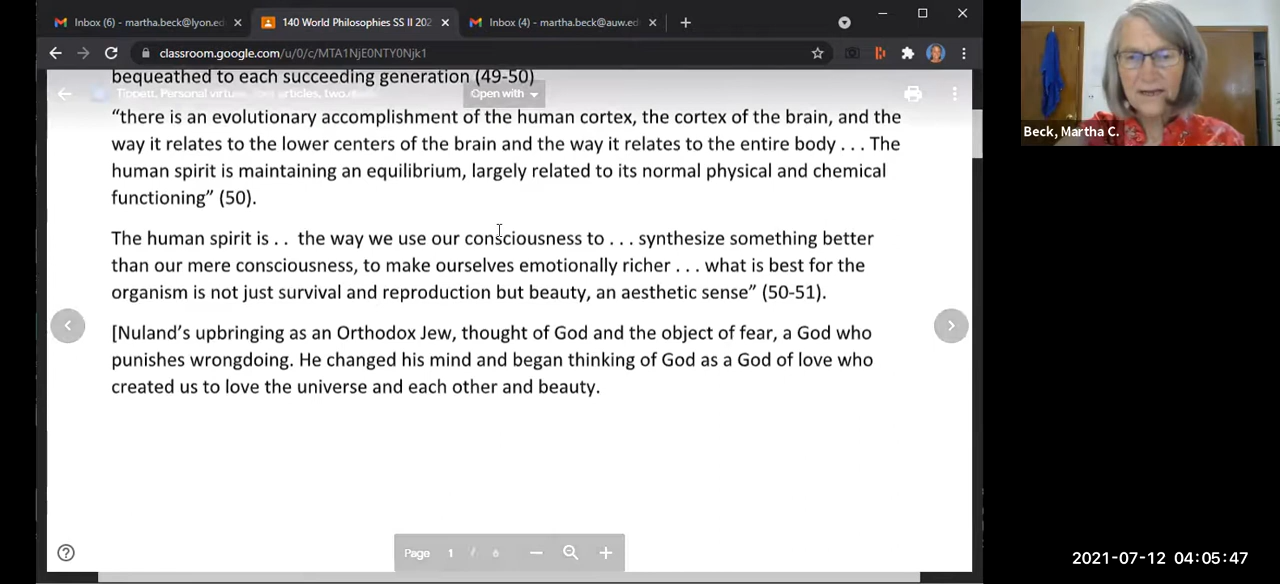 Inbox (6) - martha.beck@lyon.ed
140 World Philosophies SS II 202
Inbox (4) - martha.beck@auw.ed
classroom.google.com/u/0/c/MTA1NjE0NTY0Njk1
bequeathed to each succeeding generation (49-50)
Tippett, Personal virtue, articles, two
Open with
“there is an evolutionary accomplishment of the human cortex, the cortex of the brain, and the
way it relates to the lower centers of the brain and the way it relates to the entire body . . . The
human spirit is maintaining an equilibrium, largely related to its normal physical and chemical
functioning” (50).
The human spirit is . . the way we use our consciousness to . . . synthesize something better
than our mere consciousness, to make ourselves emotionally richer . . . what is best for the
organism is not just survival and reproduction but beauty, an aesthetic sense” (50-51).
[Nuland’s upbringing as an Orthodox Jew, thought of God and the object of fear, a God who
punishes wrongdoing. He changed his mind and began thinking of God as a God of love who
created us to love the universe and each other and beauty.
Page 1 / 6
Beck, Martha C.
2021-07-12 04:05:47